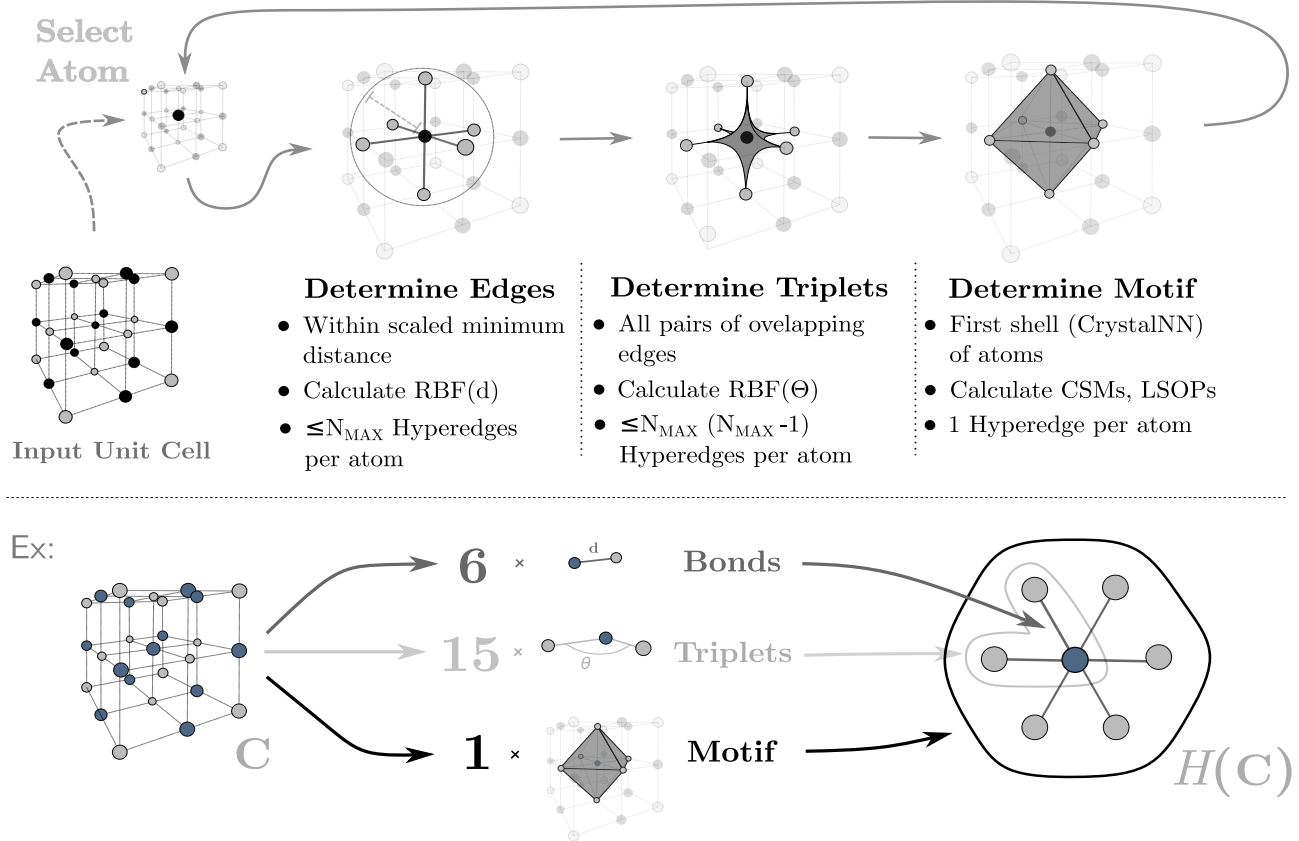 Select
Atom
Input Unit Cell
Determine Edges
● Within scaled minimum
distance
● Calculate RBF(d)
● ≤N_MAX Hyperedges
per atom
Determine Triplets
● All pairs of ovelapping
edges
● Calculate RBF(Θ)
● ≤N_MAX (N_MAX -1)
Hyperedges per atom
Determine Motif
● First shell (CrystalNN)
of atoms
● Calculate CSMs, LSOPs
● 1 Hyperedge per atom
Ex:
C
6 × d Bonds
15 × θ Triplets
1 × Motif
H(C)